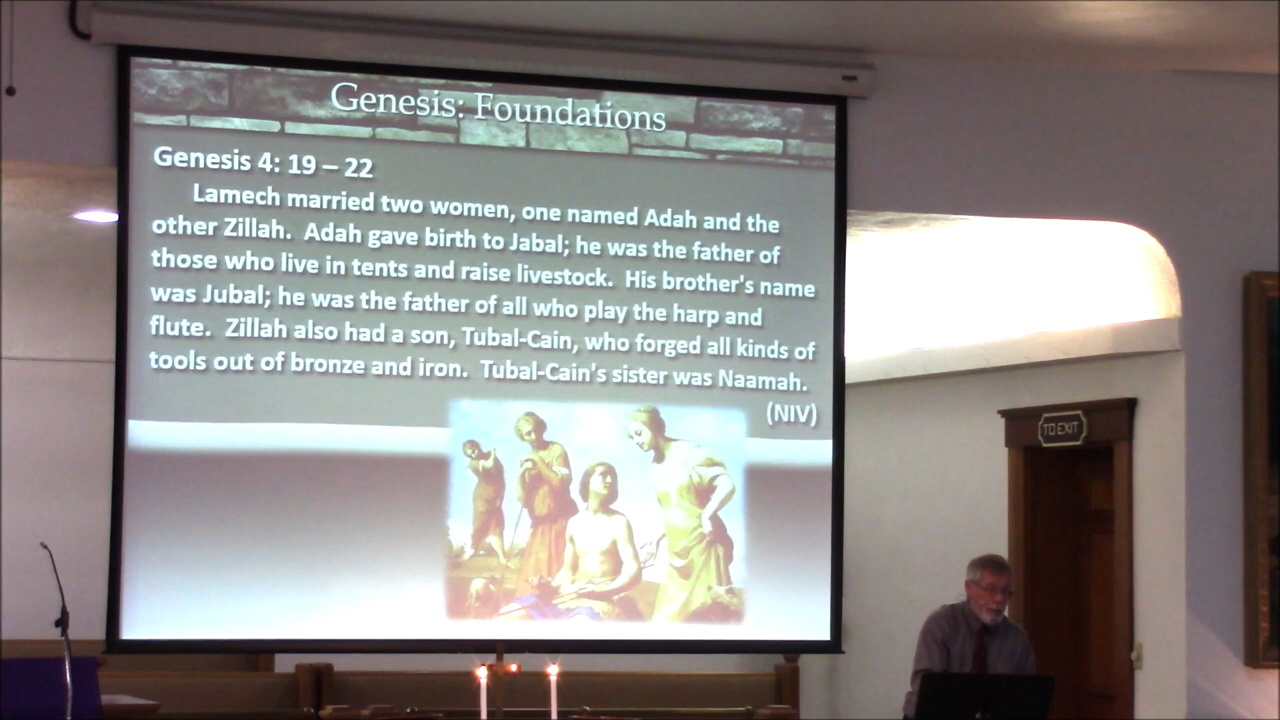 Genesis: Foundations
Genesis 4: 19 – 22
Lamech married two women, one named Adah and the
other Zillah.  Adah gave birth to Jabal; he was the father of
those who live in tents and raise livestock.  His brother's name
was Jubal; he was the father of all who play the harp and
flute.  Zillah also had a son, Tubal-Cain, who forged all kinds of
tools out of bronze and iron.  Tubal-Cain's sister was Naamah.
(NIV)
TO EXIT